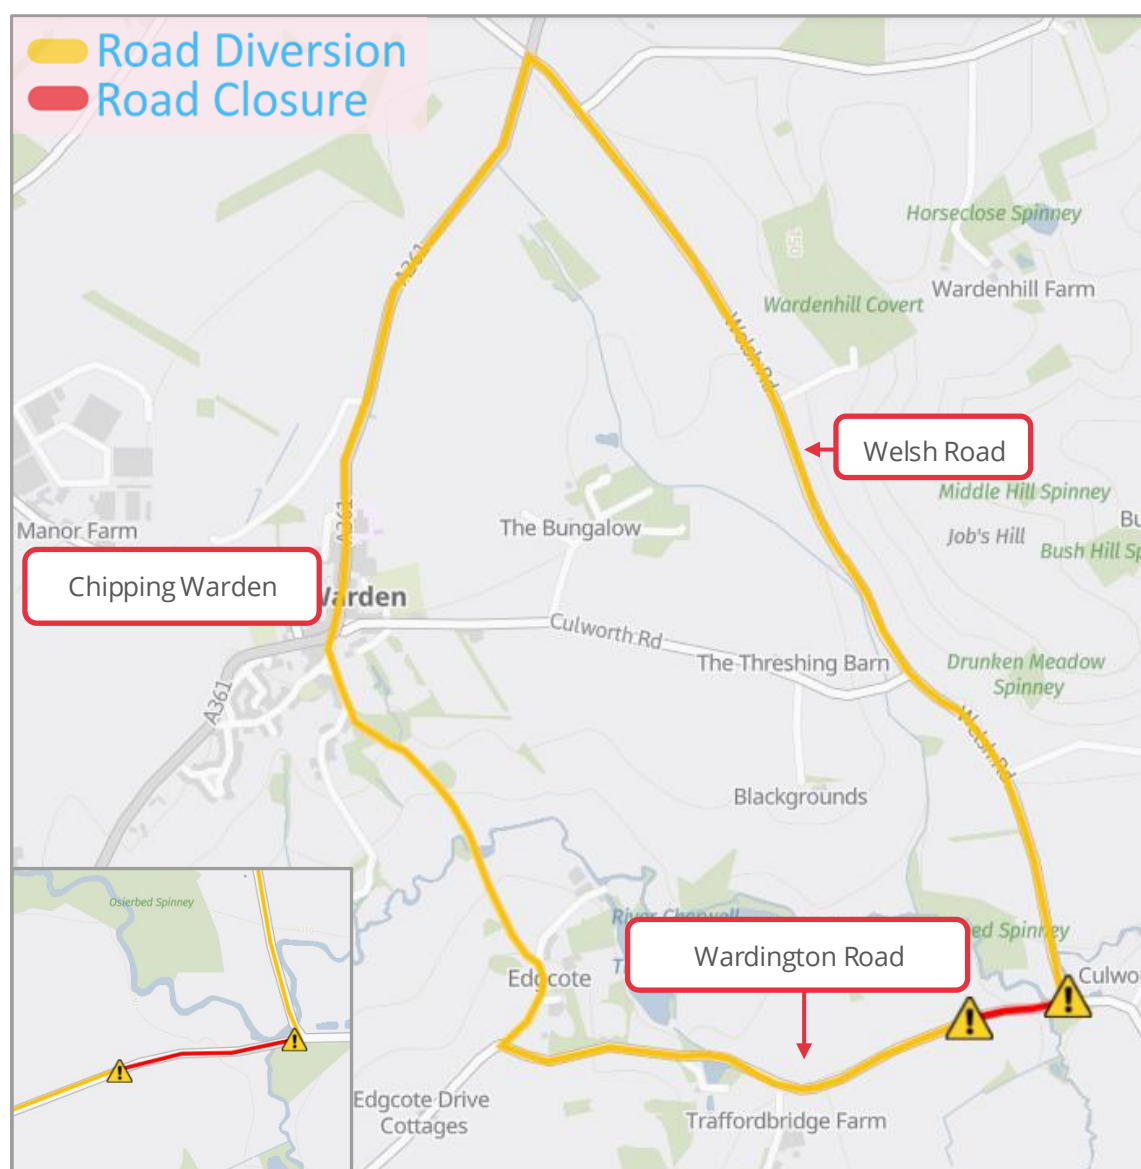 Road Diversion
Road Closure
A361
Horseclose Spinney
Wardenhill Farm
Wardenhill Covert
Welsh Rd
Welsh Road
Middle Hill Spinney
Job's Hill
Manor Farm
A361
The Bungalow
Chipping Warden
Warden
Culworth Rd
The Threshing Barn
Drunken Meadow
Spinney
A361
Welsh Rd
Blackgrounds
Osierbed Spinney
Wardington Road
Edgcote
Edgcote Drive
Cottages
Traffordbridge Farm